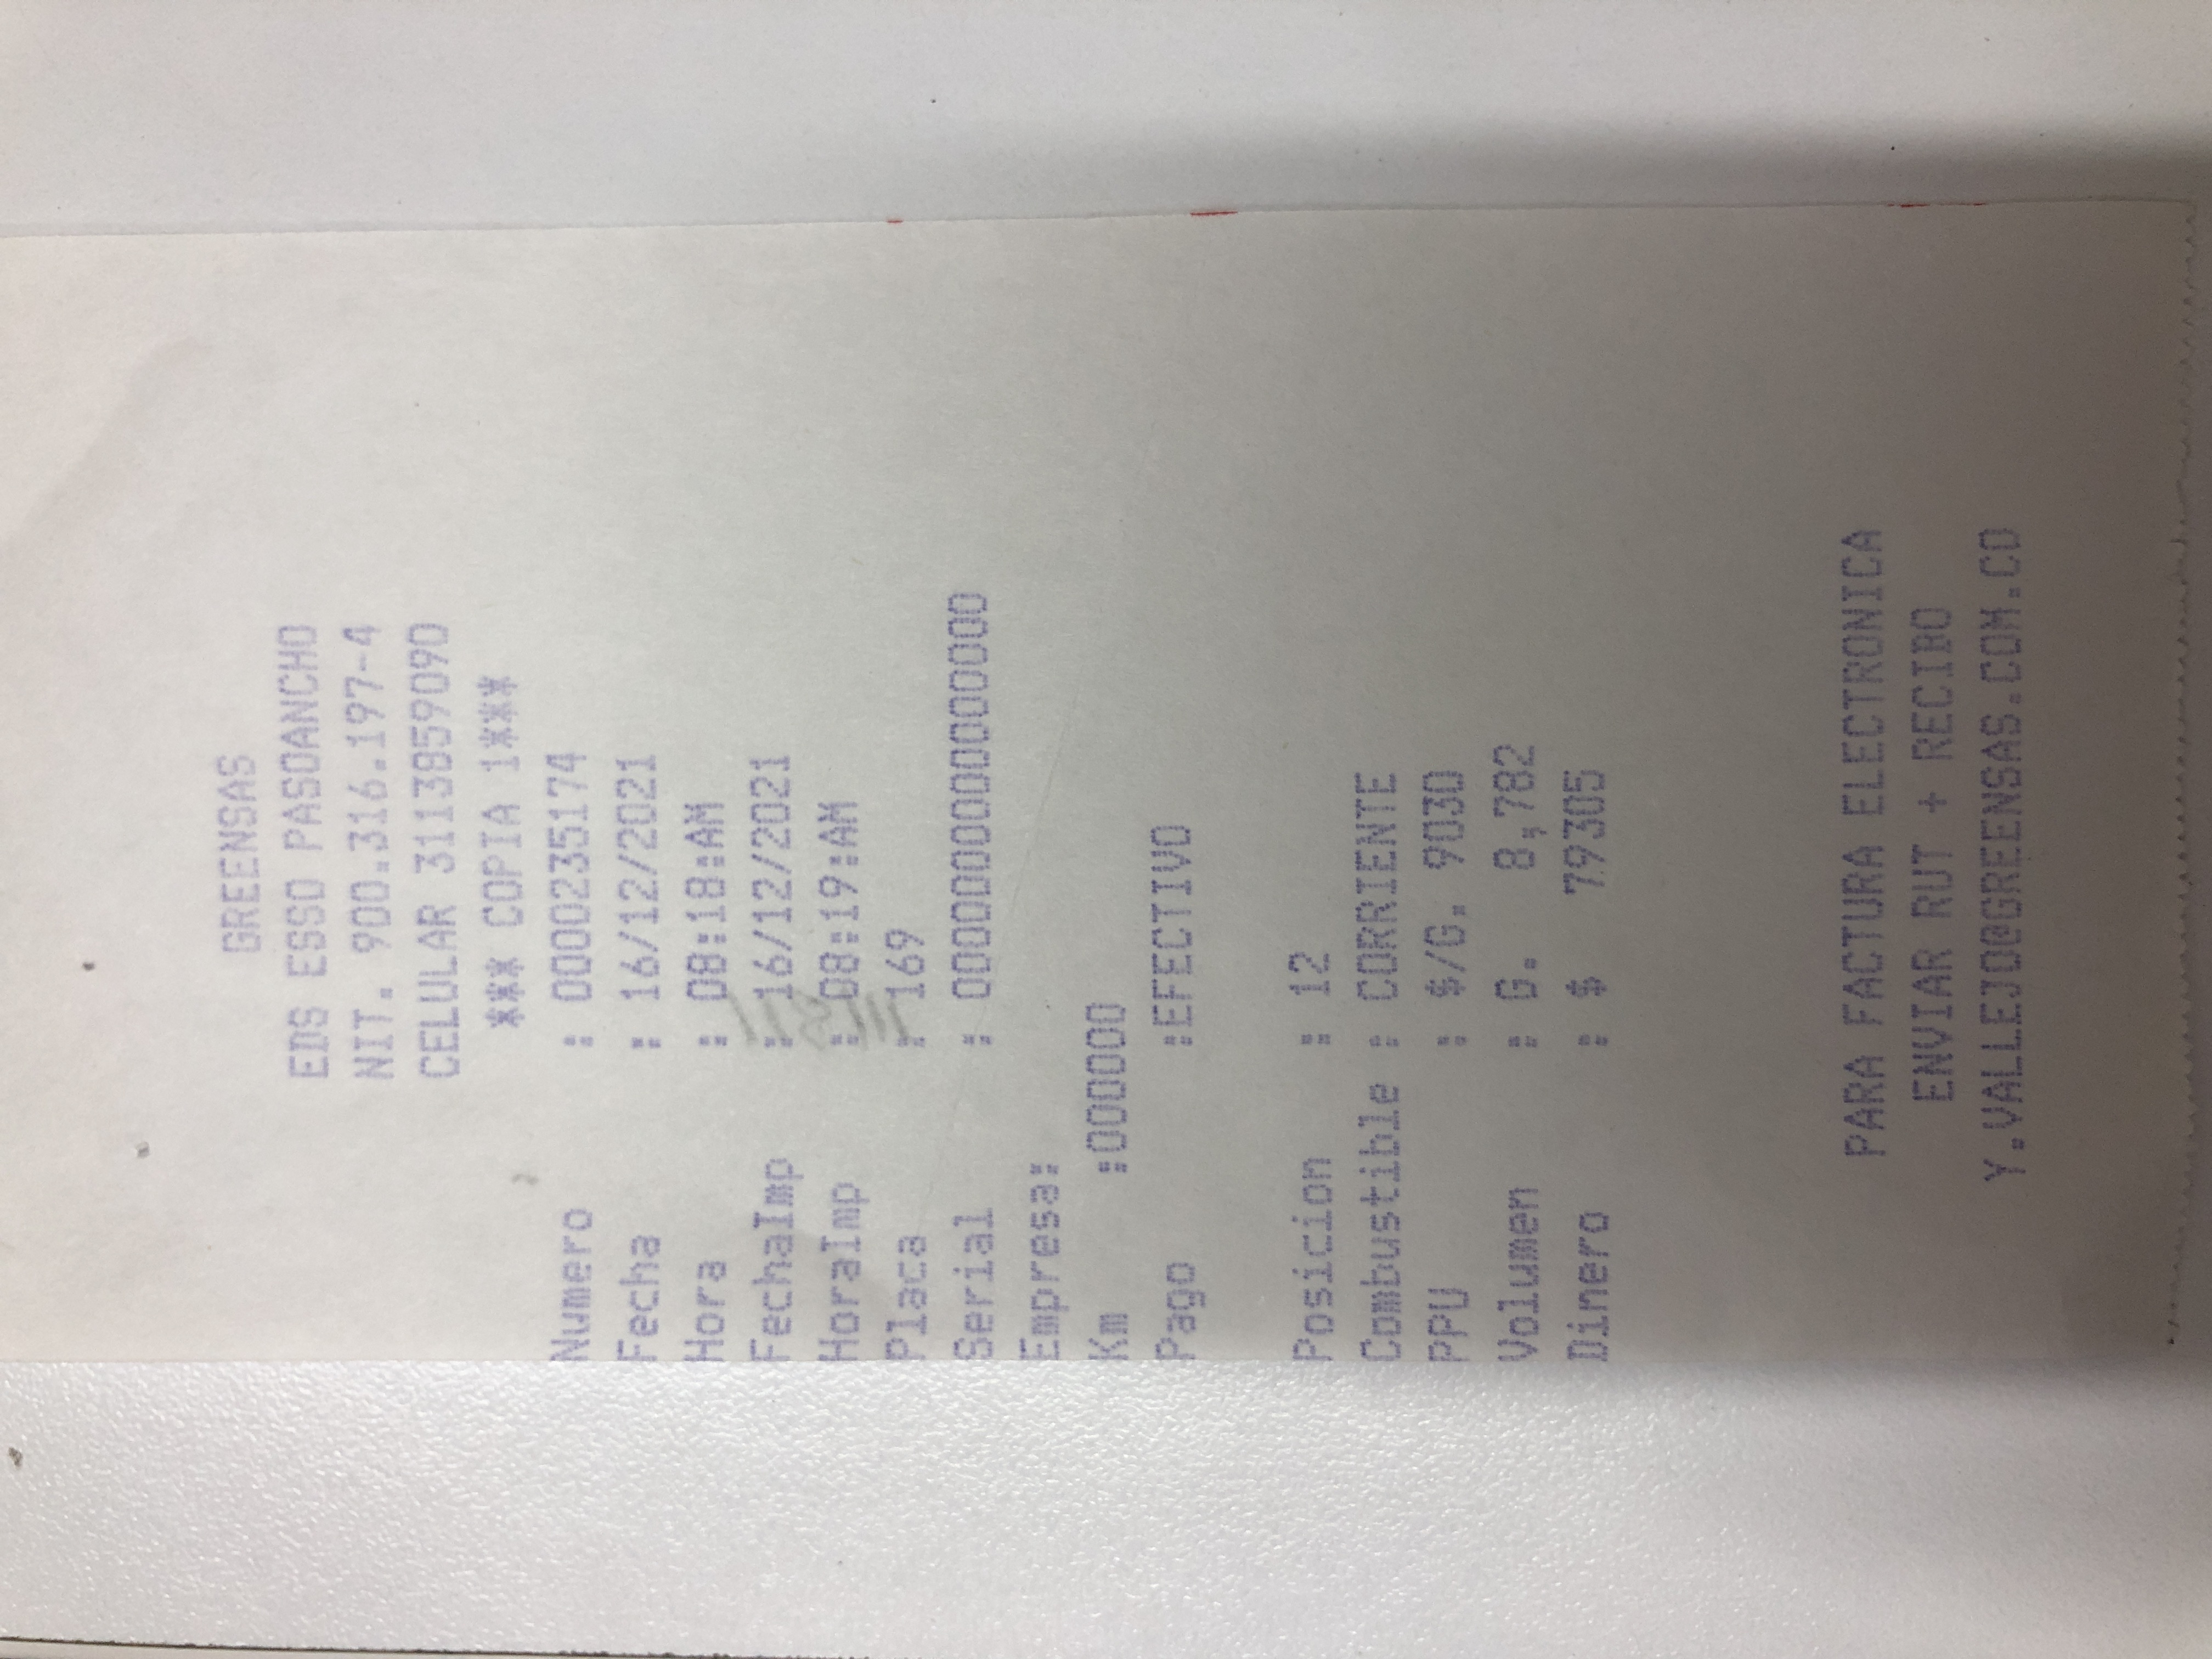 GREENSAS
EDS ESSO PASOANCHO
NIT. 900.316.197-4
CELULAR 3113859090
*** COPIA 1***
Numero : 0000235174
Fecha : 16/12/2021
Hora : 08:18:AM
FechaImp : 16/12/2021
HoraImp : 08:19:AM
Placa : 169
Serial : 0000000000000000
Empresa:
Km :000000
Pago :EFECTIVO
Posicion : 12
Combustible : CORRIENTE
PPU : $/G. 9030
Volumen : G. 8,782
Dinero : $ 79305
PARA FACTURA ELECTRONICA
ENVIAR RUT + RECIBO
Y.VALLEJO@GREENSAS.COM.CO